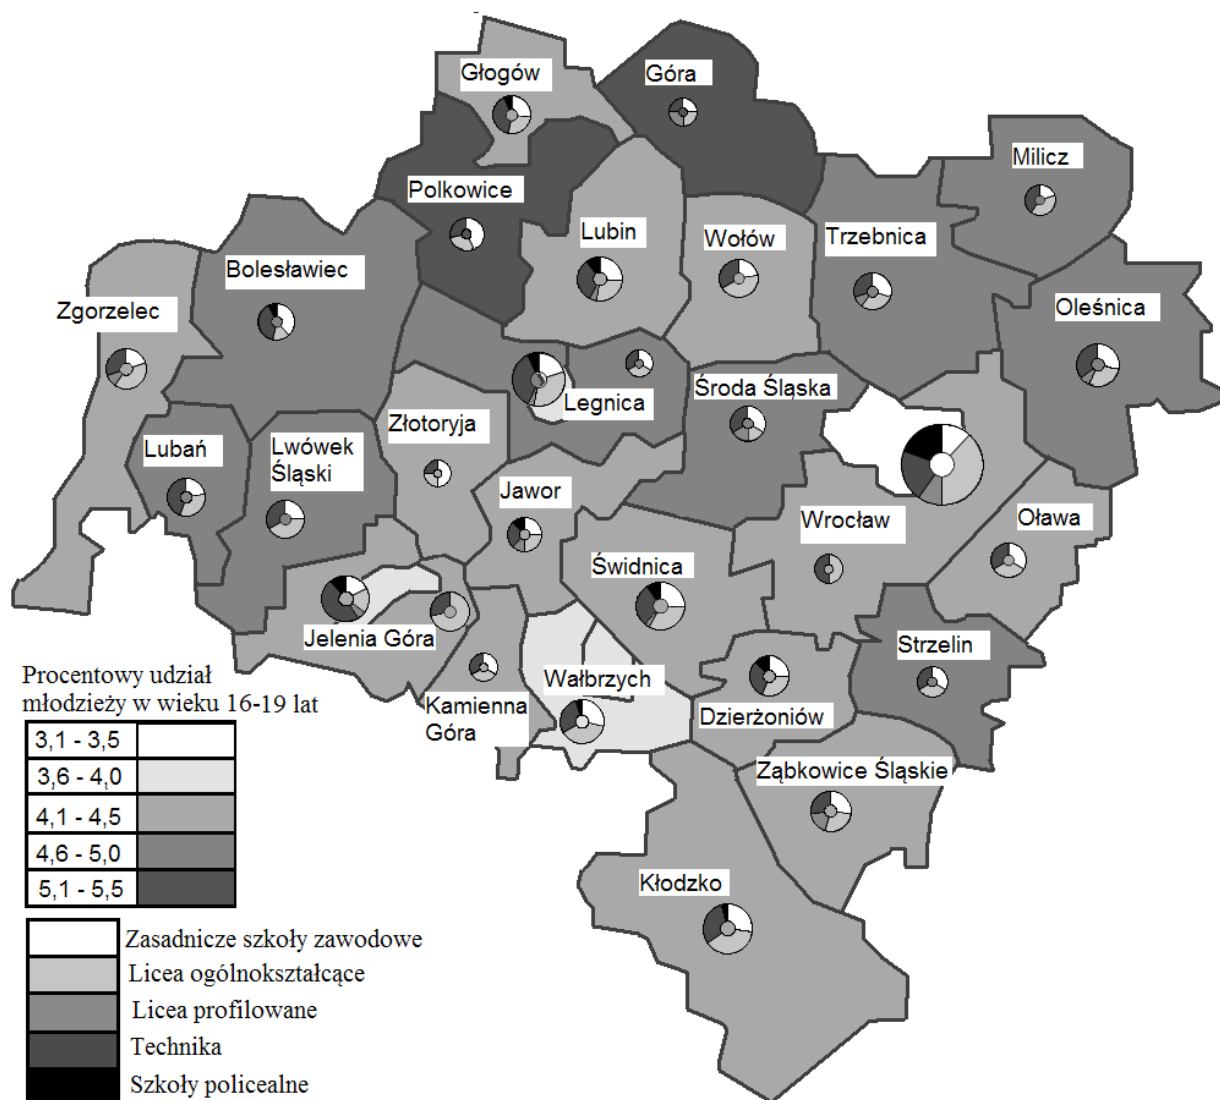 Głogów
Góra
Milicz
Polkowice
Lubin
Wołów
Trzebnica
Bolesławiec
Zgorzelec
Oleśnica
Środa Śląska
Legnica
Złotoryja
Lubań
Lwówek
Śląski
Jawor
Wrocław
Oława
Świdnica
Jelenia Góra
Strzelin
Wałbrzych
Kamienna
Góra
Dzierżoniów
Ząbkowice Śląskie
Kłodzko
Procentowy udział
młodzieży w wieku 16-19 lat
3,1 - 3,5
3,6 - 4,0
4,1 - 4,5
4,6 - 5,0
5,1 - 5,5
Zasadnicze szkoły zawodowe
Licea ogólnokształcące
Licea profilowane
Technika
Szkoły policealne